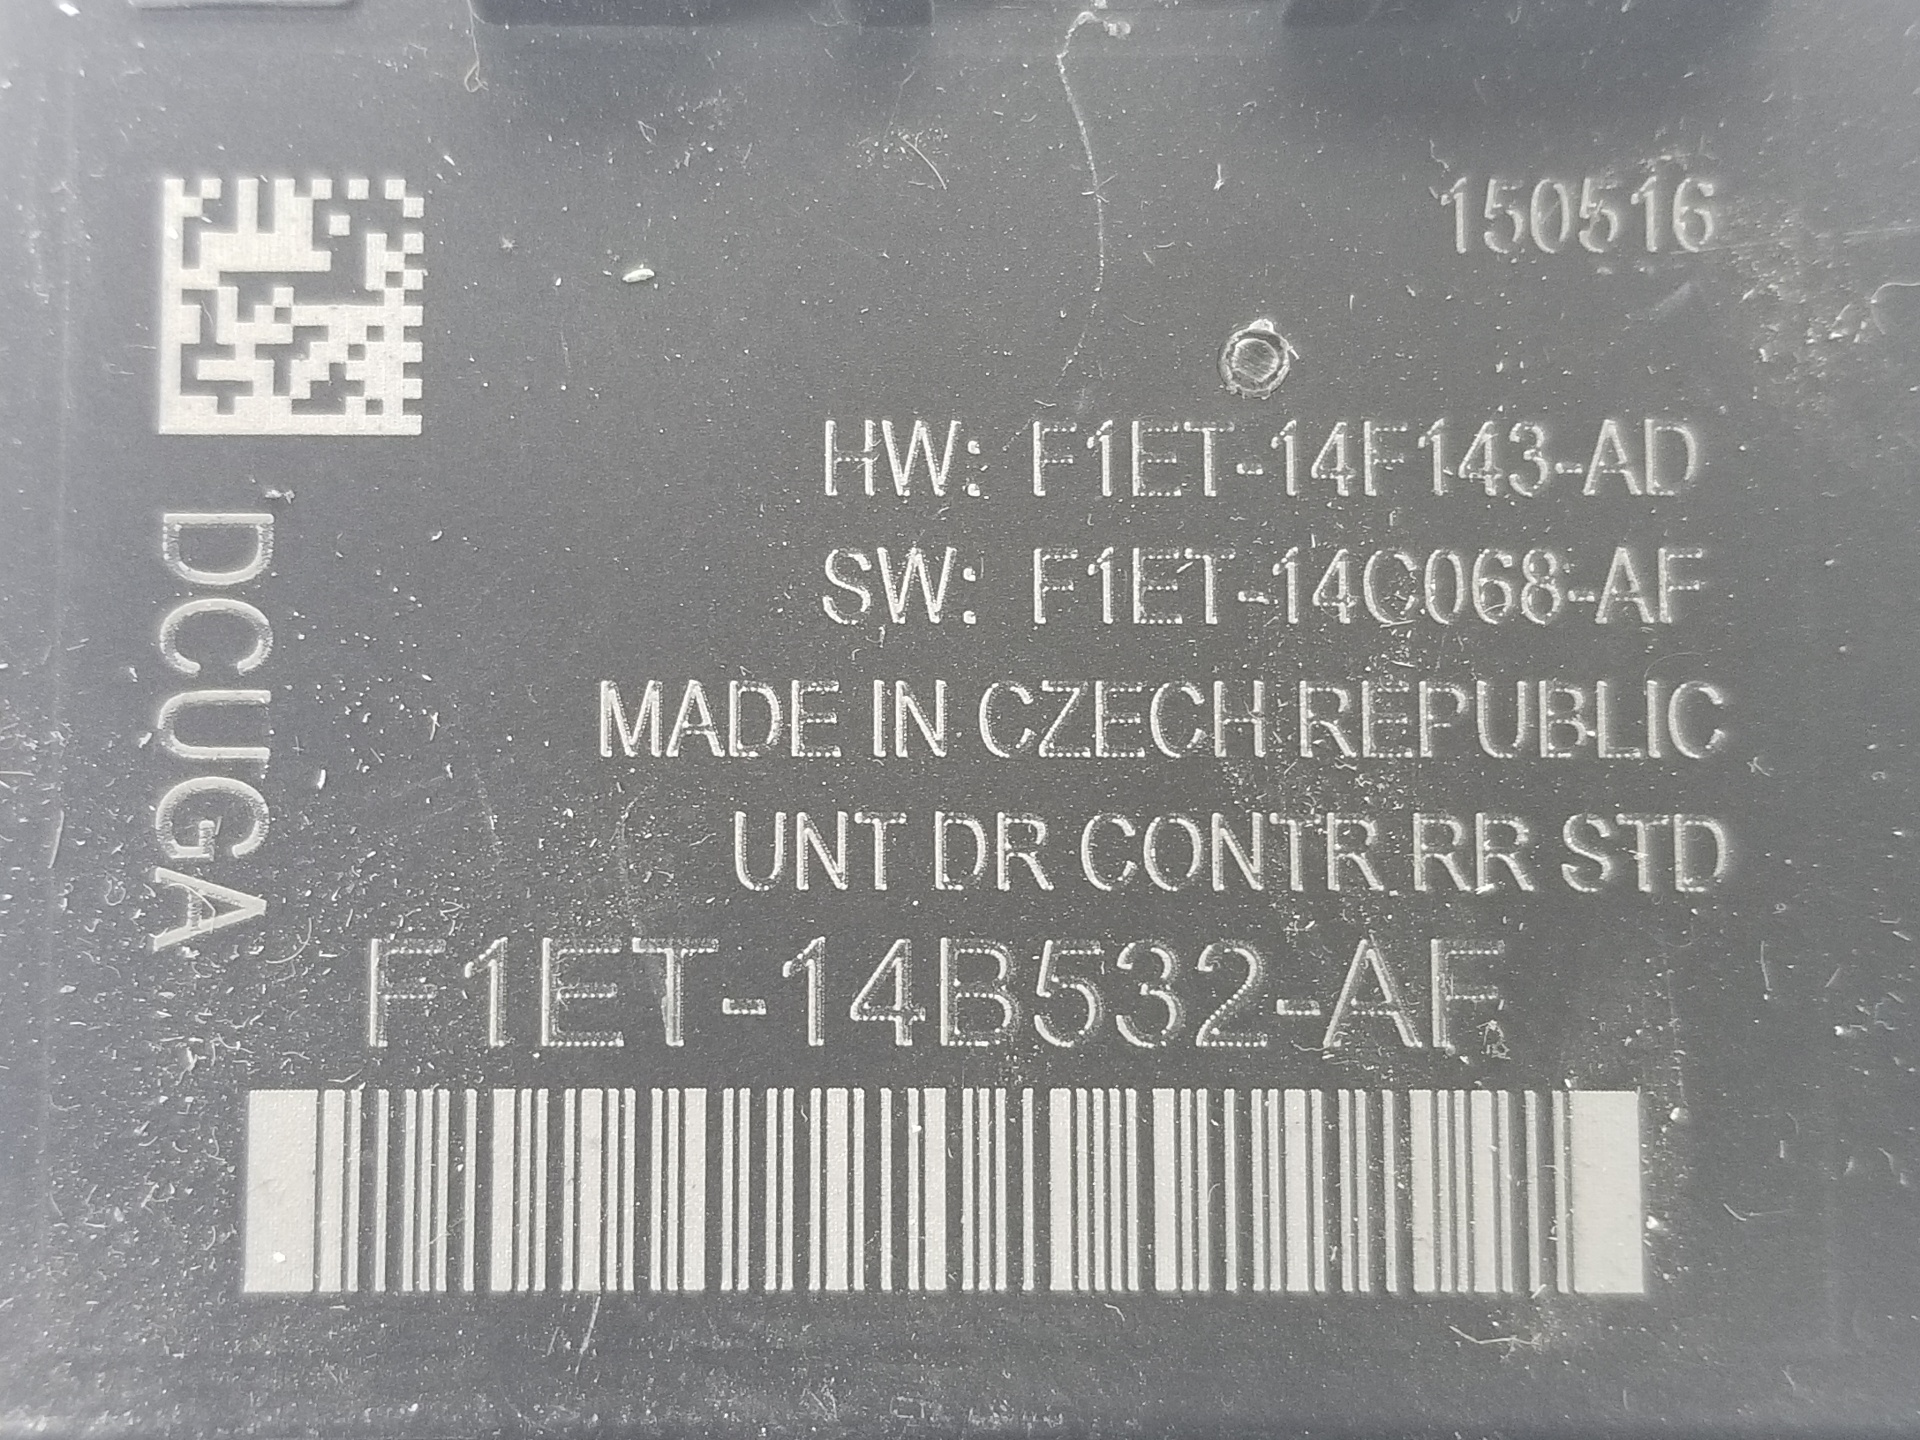 150516
HW: F1ET-14F143-AD
SW: F1ET-14C068-AF
MADE IN CZECH REPUBLIC
UNT DR CONTR RR STD
DCUGA
F1ET-14B532-AF